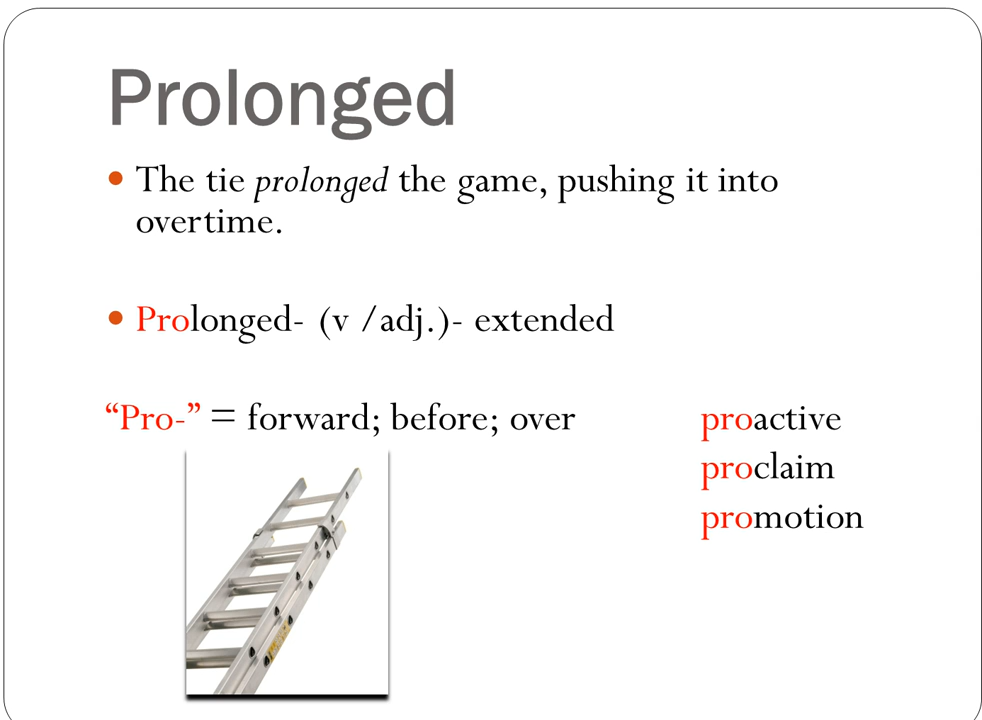 Prolonged
• The tie prolonged the game, pushing it into
overtime.
• Prolonged- (v /adj.)- extended
“Pro-” = forward; before; over
proactive
proclaim
promotion